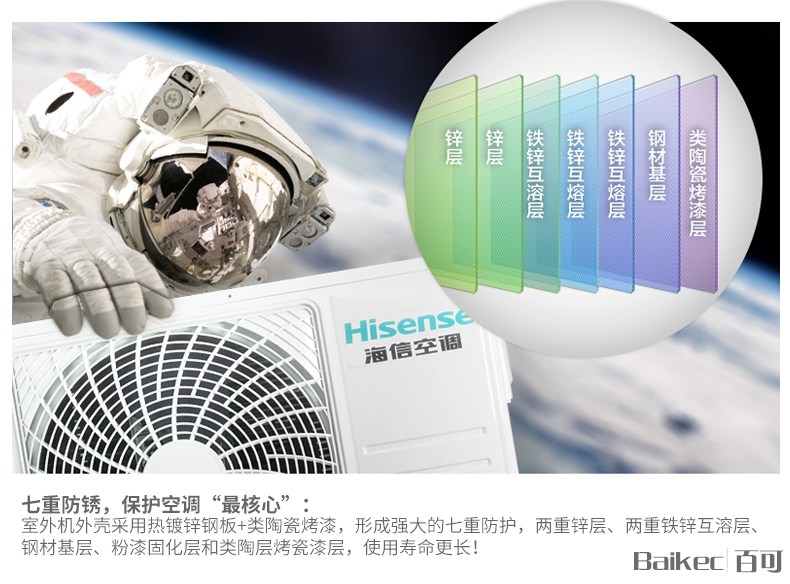 锌层
锌层
铁锌互溶层
铁锌互熔层
铁锌互熔层
钢材基层
类陶瓷烤漆层
Hisense
海信空调
七重防锈，保护空调“最核心”：
室外机外壳采用热镀锌钢板+类陶瓷烤漆，形成强大的七重防护，两重锌层、两重铁锌互溶层、
钢材基层、粉漆固化层和类陶层烤瓷漆层，使用寿命更长！
Baikec 百可